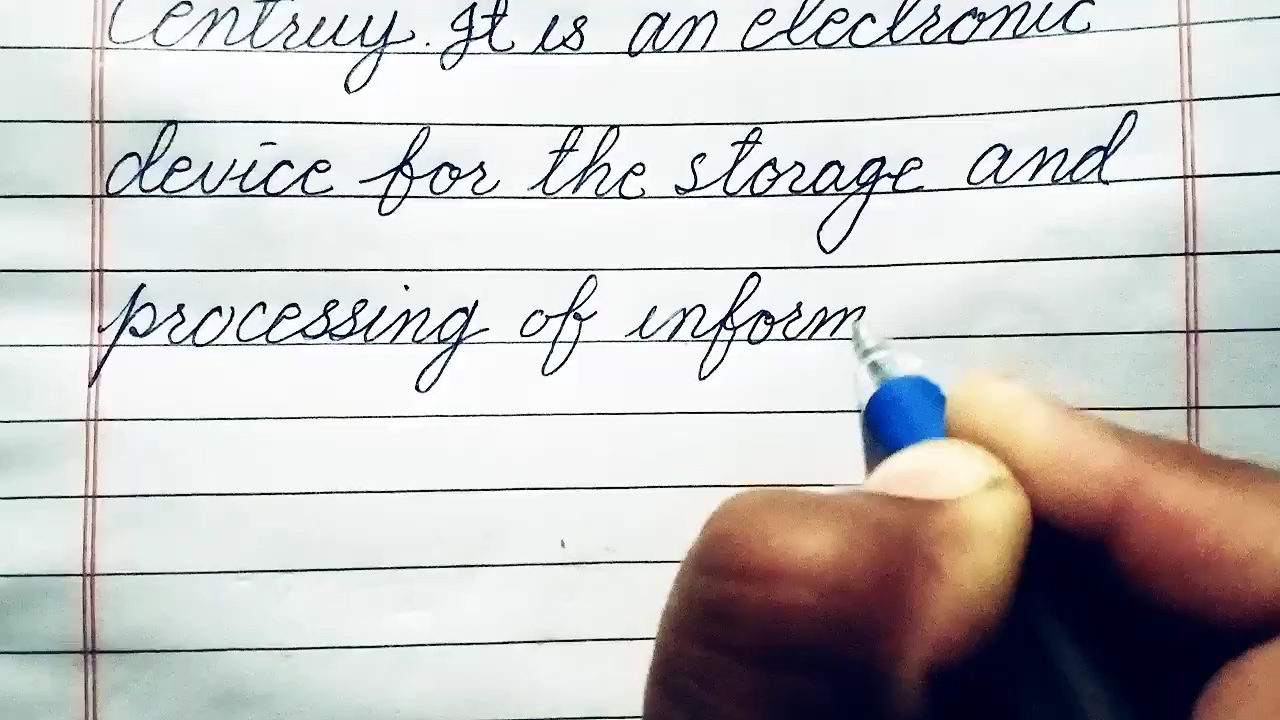 Centruy. It is an electronic
device for the storage and
processing of inform